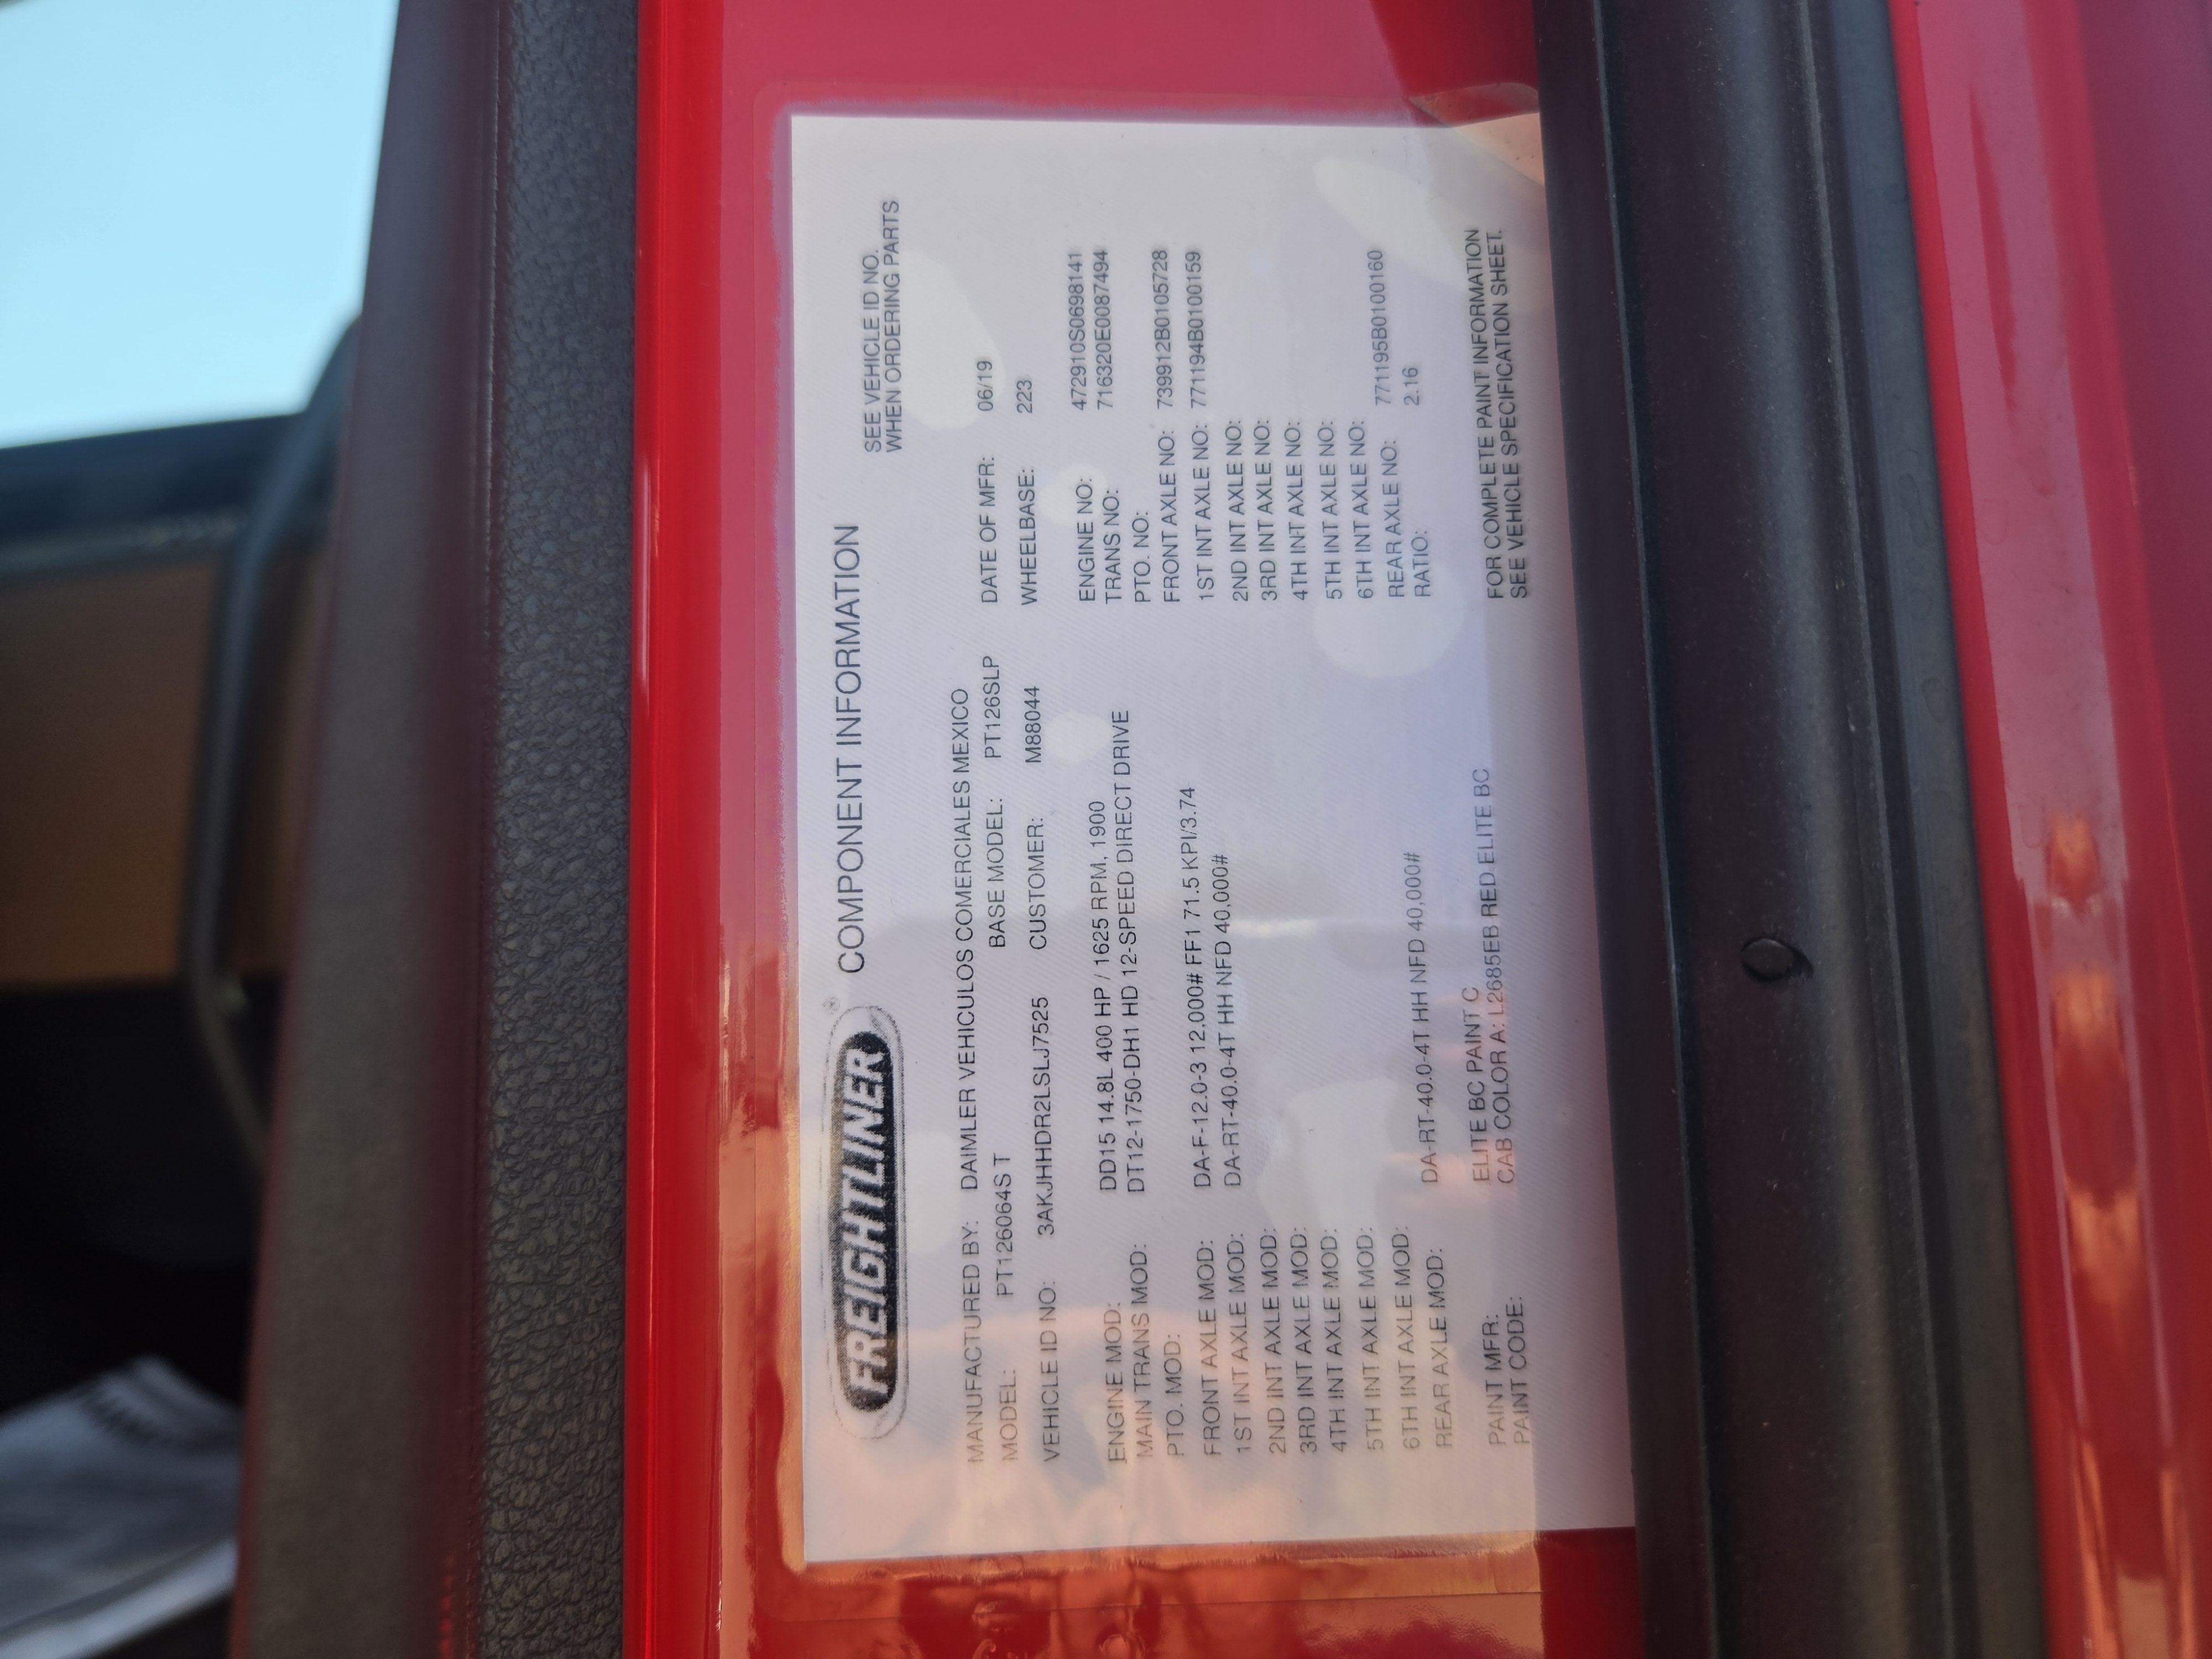 FREIGHTLINER ® COMPONENT INFORMATION
SEE VEHICLE ID NO.
WHEN ORDERING PARTS
MANUFACTURED BY: DAIMLER VEHICULOS COMERCIALES MEXICO
MODEL: PT126064S T BASE MODEL: PT126SLP DATE OF MFR: 06/19
VEHICLE ID NO: 3AKJHHDR2LSLJ7525 CUSTOMER: M88044 WHEELBASE: 223
ENGINE MOD: DD15 14.8L 400 HP / 1625 RPM, 1900 ENGINE NO: 472910S0698141
MAIN TRANS MOD: DT12-1750-DH1 HD 12-SPEED DIRECT DRIVE TRANS NO: 716320E0087494
PTO. MOD: PTO. NO:
FRONT AXLE MOD: DA-F-12.0-3 12,000# FF1 71.5 KPI/3.74 FRONT AXLE NO: 739912B0105728
1ST INT AXLE MOD: DA-RT-40.0-4T HH NFD 40,000# 1ST INT AXLE NO: 771194B0100159
2ND INT AXLE MOD: 2ND INT AXLE NO:
3RD INT AXLE MOD: 3RD INT AXLE NO:
4TH INT AXLE MOD: 4TH INT AXLE NO:
5TH INT AXLE MOD: 5TH INT AXLE NO:
6TH INT AXLE MOD: 6TH INT AXLE NO:
REAR AXLE MOD: DA-RT-40.0-4T HH NFD 40,000# REAR AXLE NO: 771195B0100160
RATIO: 2.16
PAINT MFR: ELITE BC PAINT C FOR COMPLETE PAINT INFORMATION
PAINT CODE: CAB COLOR A: L2685EB RED ELITE BC SEE VEHICLE SPECIFICATION SHEET.